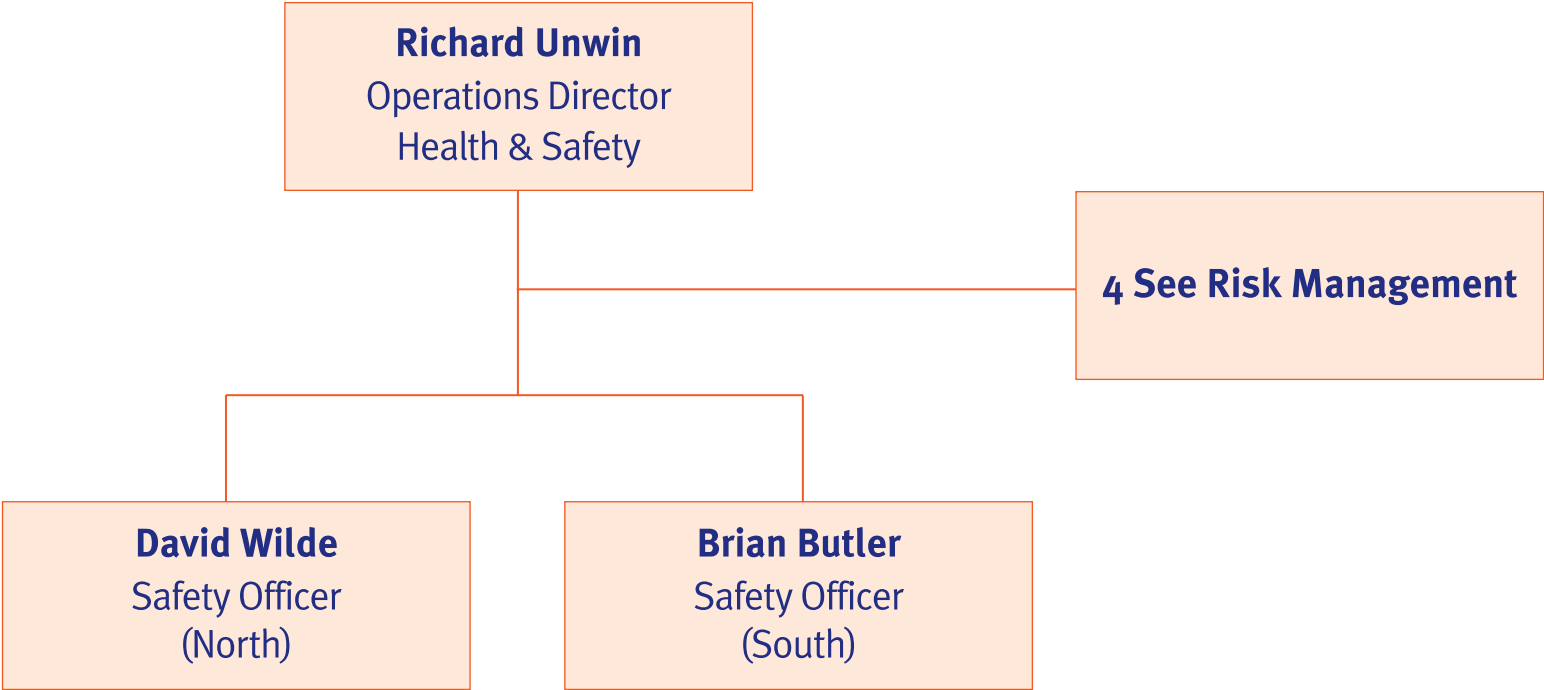 Richard Unwin
Operations Director
Health & Safety
4 See Risk Management
David Wilde
Safety Officer
(North)
Brian Butler
Safety Officer
(South)